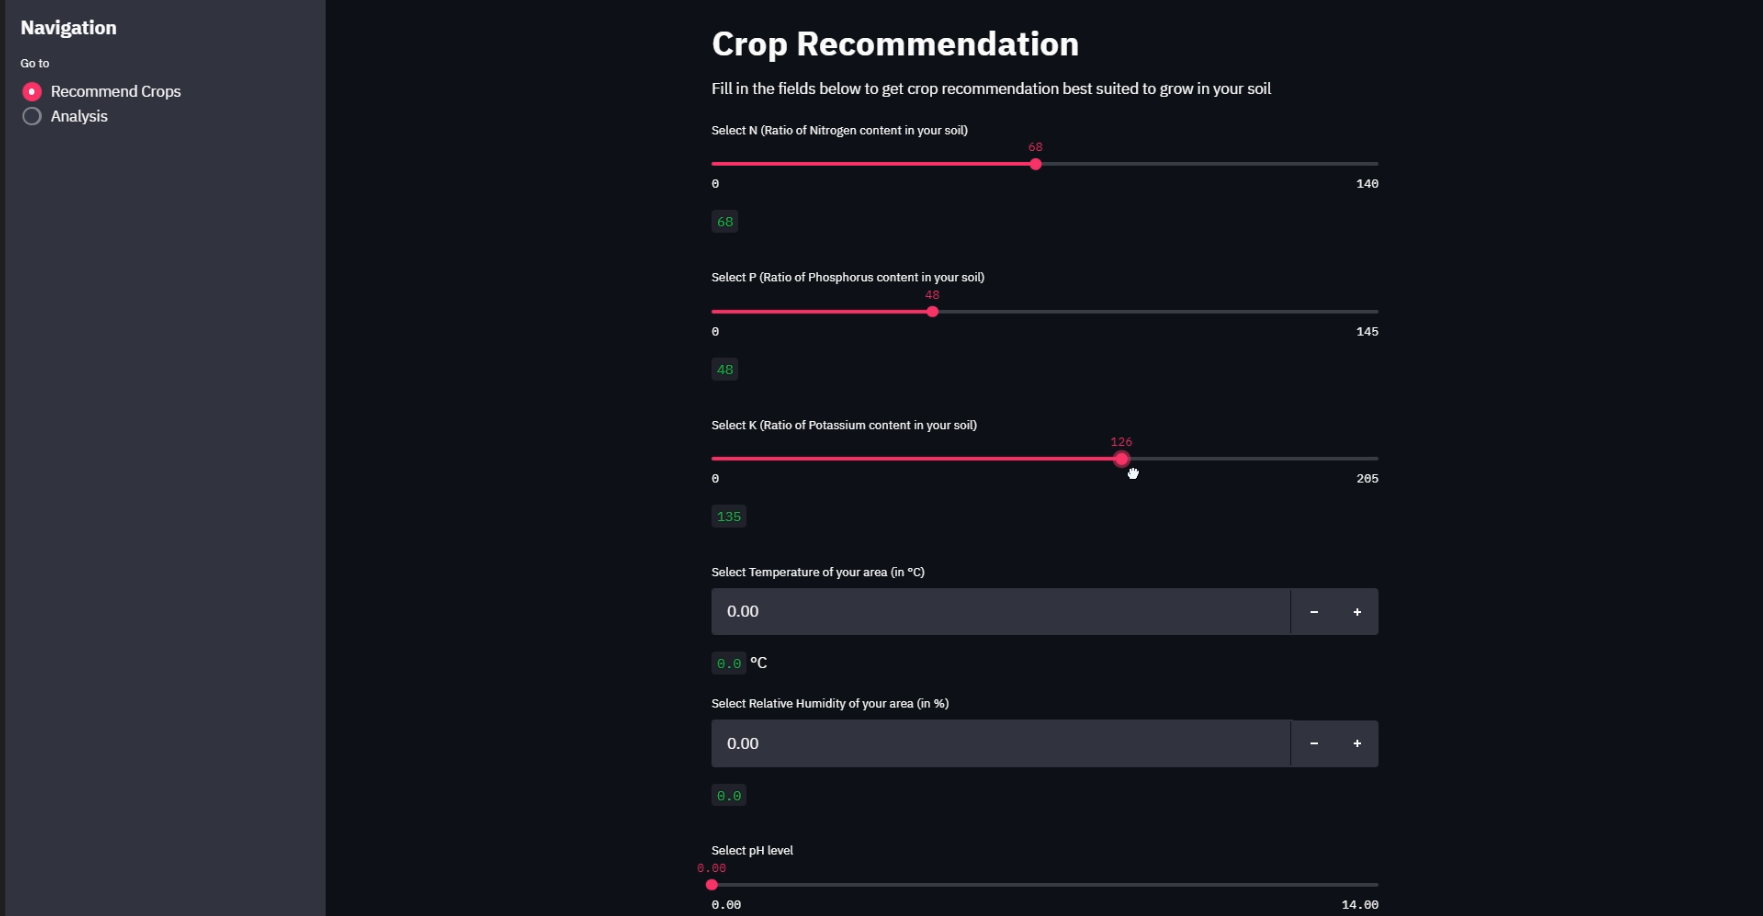 Navigation
Go to
Recommend Crops
Analysis
Crop Recommendation
Fill in the fields below to get crop recommendation best suited to grow in your soil
Select N (Ratio of Nitrogen content in your soil)
68
0 140
68
Select P (Ratio of Phosphorus content in your soil)
48
0 145
48
Select K (Ratio of Potassium content in your soil)
126
0 205
135
Select Temperature of your area (in °C)
0.00 − +
0.0 °C
Select Relative Humidity of your area (in %)
0.00 − +
0.0
Select pH level
0.00
0.00 14.00